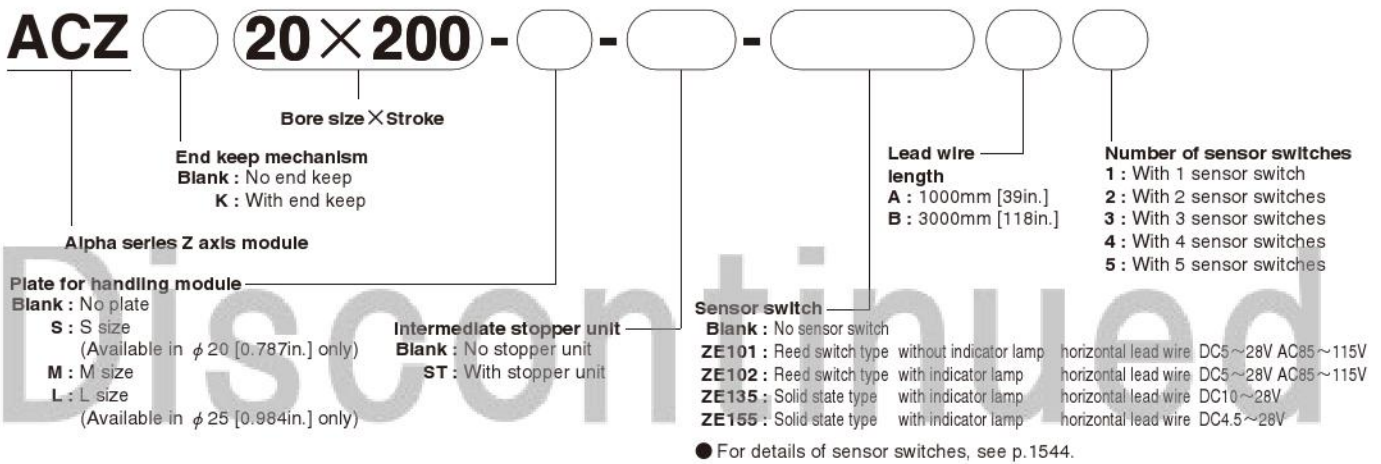 ACZ 20×200 - - -
Bore size×Stroke
End keep mechanism
Blank : No end keep
K : With end keep
Alpha series Z axis module
Plate for handling module
Blank : No plate
S : S size
(Available in φ20 [0.787in.] only)
M : M size
L : L size
(Available in φ25 [0.984in.] only)
Intermediate stopper unit
Blank : No stopper unit
ST : With stopper unit
Lead wire
length
A : 1000mm [39in.]
B : 3000mm [118in.]
Number of sensor switches
1 : With 1 sensor switch
2 : With 2 sensor switches
3 : With 3 sensor switches
4 : With 4 sensor switches
5 : With 5 sensor switches
Sensor switch
Blank : No sensor switch
ZE101 : Reed switch type without indicator lamp horizontal lead wire DC5~28V AC85~115V
ZE102 : Reed switch type with indicator lamp horizontal lead wire DC5~28V AC85~115V
ZE135 : Solid state type with indicator lamp horizontal lead wire DC10~28V
ZE155 : Solid state type with indicator lamp horizontal lead wire DC4.5~28V
● For details of sensor switches, see p.1544.
Discontinued